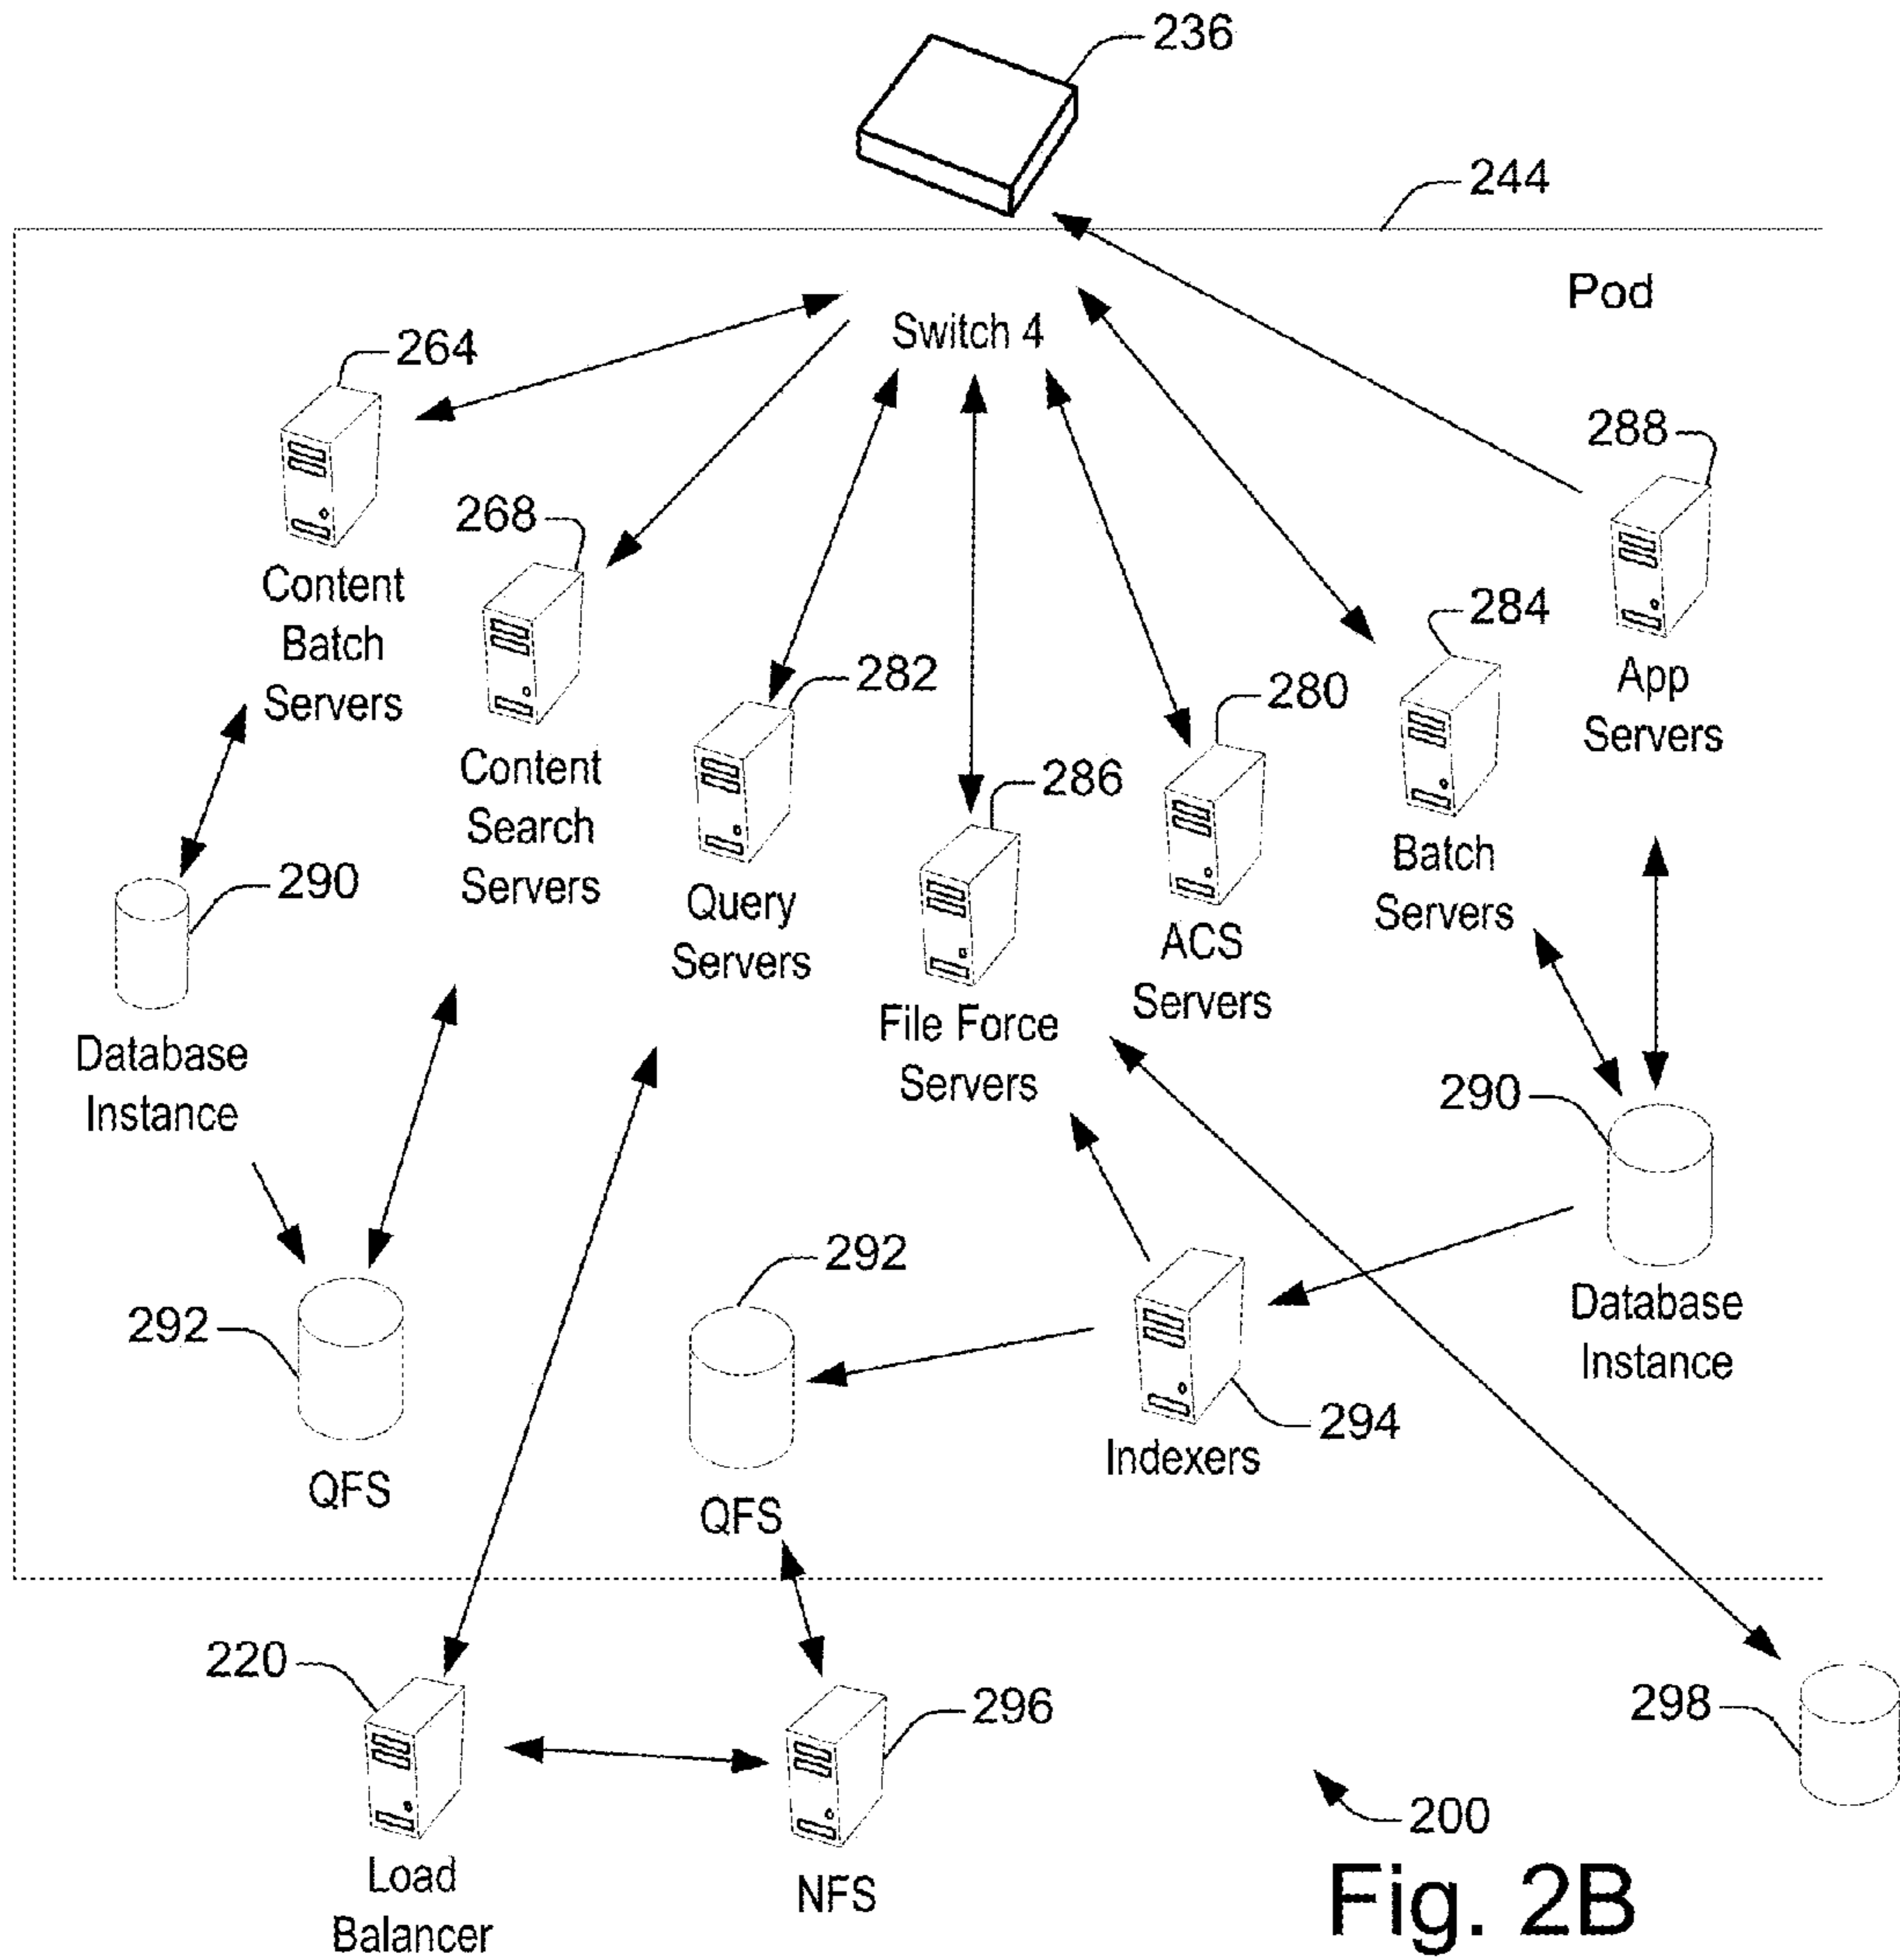 236
244
Pod
Switch 4
264
Content
Batch
Servers
268
Content
Search
Servers
282
Query
Servers
286
File Force
Servers
280
ACS
Servers
284
Batch
Servers
288
App
Servers
290
Database
Instance
290
Database
Instance
292
QFS
292
QFS
294
Indexers
220
Load
Balancer
296
NFS
298
200
Fig. 2B